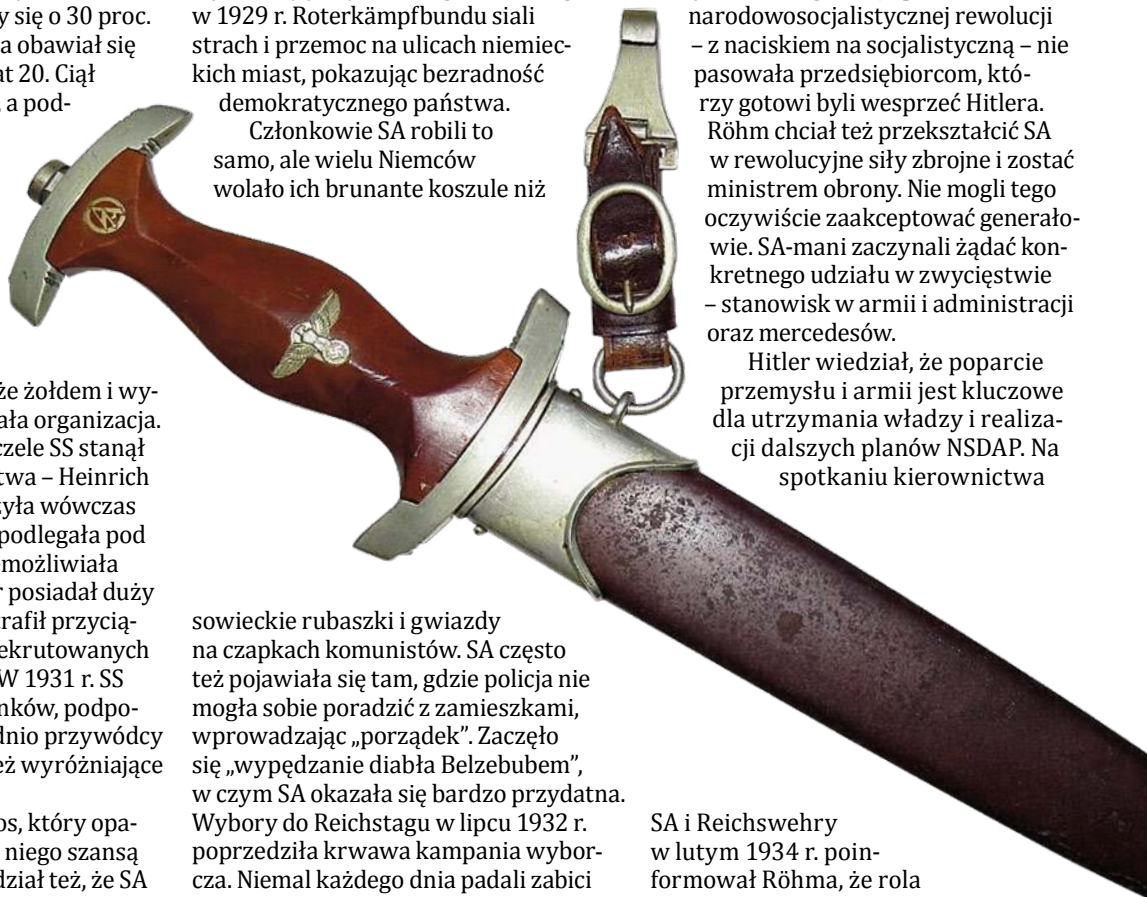 y się o 30 proc.
a obawiał się
at 20. Ciął
, a pod-
że żołdem i wy-
ała organizacja.
czele SS stanął
twa – Heinrich
yła wówczas
podlegała pod
możliwiała
r posiadał duży
rafił przycią-
ekrutowanych
W 1931 r. SS
nków, podpo-
dnio przywódcy
eż wyróżniające
os, który opa-
niego szansą
dział też, że SA
w 1929 r. Roterkämpfbundu siali
strach i przemoc na ulicach niemiec-
kich miast, pokazując bezradność
demokratycznego państwa.
Członkowie SA robili to
samo, ale wielu Niemców
wolało ich brunante koszule niż
sowieckie rubaszki i gwiazdy
na czapkach komunistów. SA często
też pojawiała się tam, gdzie policja nie
mogła sobie poradzić z zamieszkami,
wprowadzając „porządek”. Zaczęło
się „wypędzanie diabła Belzebubem”,
w czym SA okazała się bardzo przydatna.
Wybory do Reichstagu w lipcu 1932 r.
poprzedziła krwawa kampania wybor-
cza. Niemal każdego dnia padali zabici
narodowosocjalistycznej rewolucji
– z naciskiem na socjalistyczną – nie
pasowała przedsiębiorcom, któ-
rzy gotowi byli wesprzeć Hitlera.
Röhm chciał też przekształcić SA
w rewolucyjne siły zbrojne i zostać
ministrem obrony. Nie mogli tego
oczywiście zaakceptować generało-
wie. SA-mani zaczynali żądać kon-
kretnego udziału w zwycięstwie
– stanowisk w armii i administracji
oraz mercedesów.
Hitler wiedział, że poparcie
przemysłu i armii jest kluczowe
dla utrzymania władzy i realiza-
cji dalszych planów NSDAP. Na
spotkaniu kierownictwa
SA i Reichswehry
w lutym 1934 r. poin-
formował Röhma, że rola